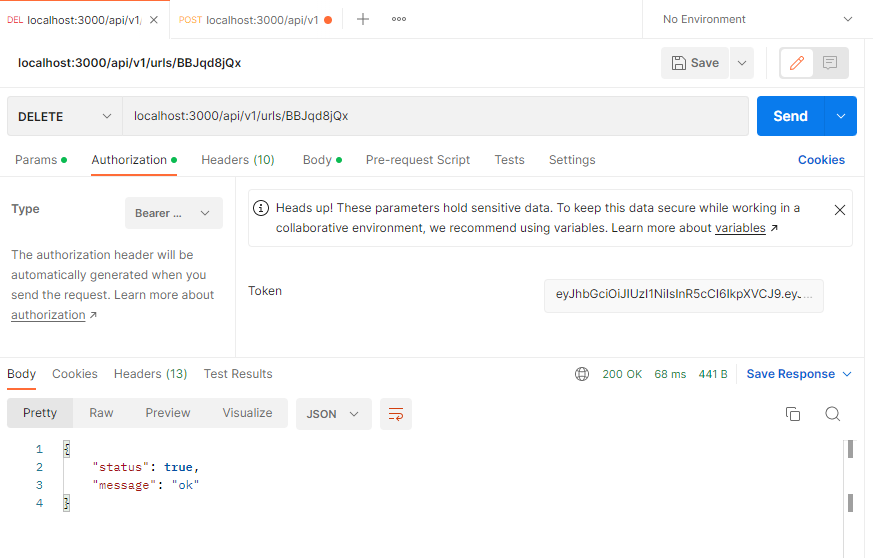 DEL localhost:3000/api/v1/ POST localhost:3000/api/v1 No Environment
localhost:3000/api/v1/urls/BBJqd8jQx Save
DELETE localhost:3000/api/v1/urls/BBJqd8jQx Send
Params Authorization Headers (10) Body Pre-request Script Tests Settings Cookies
Type Bearer ...
The authorization header will be
automatically generated when you
send the request. Learn more about
authorization ↗
Heads up! These parameters hold sensitive data. To keep this data secure while working in a
collaborative environment, we recommend using variables. Learn more about variables ↗
Token eyJhbGciOiJIUzI1NiIsInR5cCI6IkpXVCJ9.eyJ...
Body Cookies Headers (13) Test Results 200 OK 68 ms 441 B Save Response
Pretty Raw Preview Visualize JSON
1 {
2 "status": true,
3 "message": "ok"
4 }